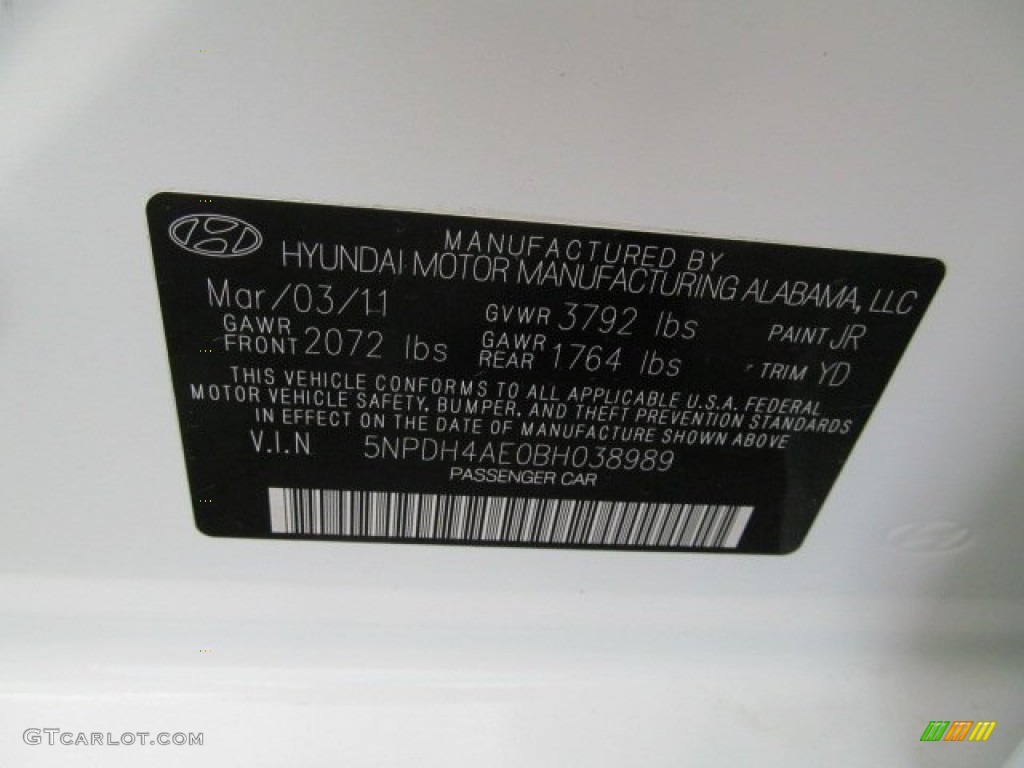 MANUFACTURED BY
HYUNDAI MOTOR MANUFACTURING ALABAMA, LLC
Mar/03/11 GVWR 3792 lbs PAINT JR
GAWR FRONT 2072 lbs GAWR REAR 1764 lbs TRIM YD
THIS VEHICLE CONFORMS TO ALL APPLICABLE U.S.A. FEDERAL
MOTOR VEHICLE SAFETY, BUMPER, AND THEFT PREVENTION STANDARDS
IN EFFECT ON THE DATE OF MANUFACTURE SHOWN ABOVE
V.I.N 5NPDH4AE0BH038989
PASSENGER CAR
GTCARLOT.COM